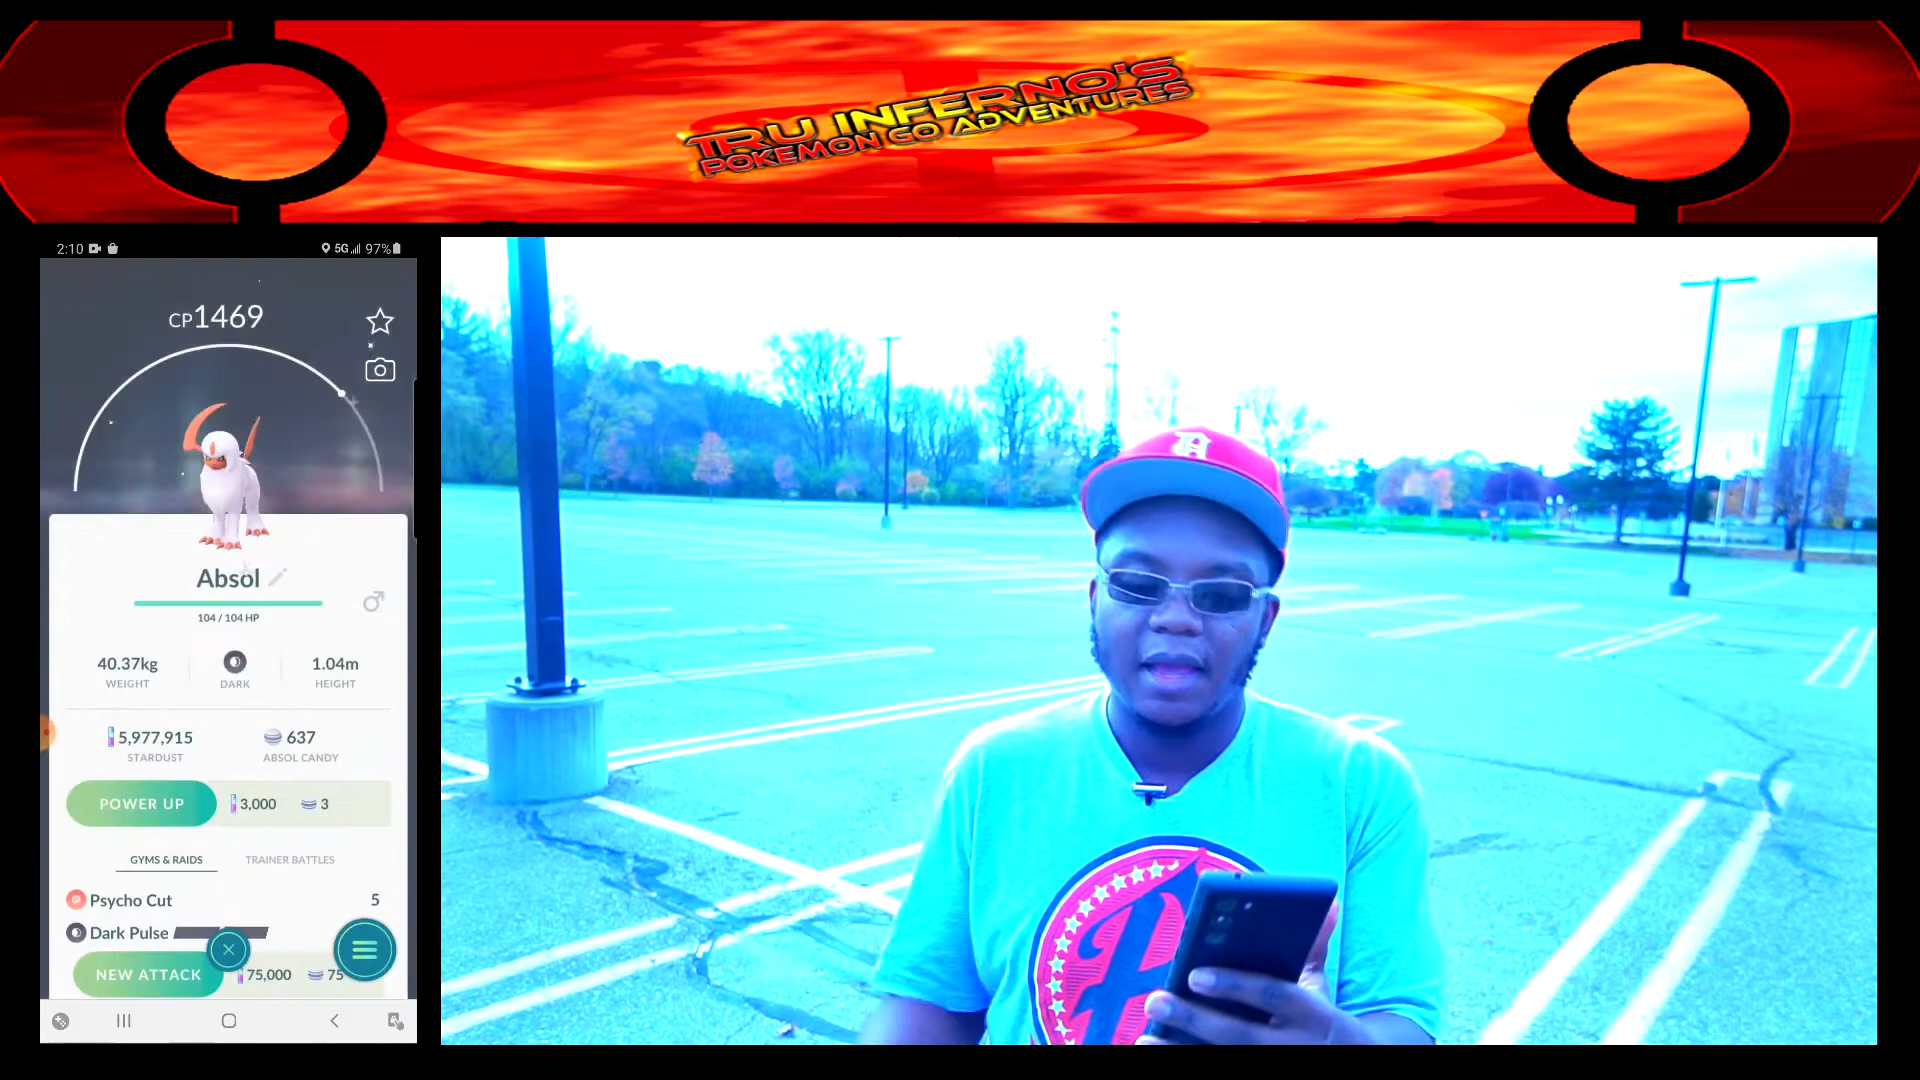 TRU INFERNO'S
POKEMON GO ADVENTURES
2:10
5G 97%
CP1469
Absol
104 / 104 HP
40.37kg
WEIGHT
DARK
1.04m
HEIGHT
5,977,915
STARDUST
637
ABSOL CANDY
POWER UP
3,000
3
GYMS & RAIDS
TRAINER BATTLES
Psycho Cut 5
Dark Pulse
NEW ATTACK
75,000
75